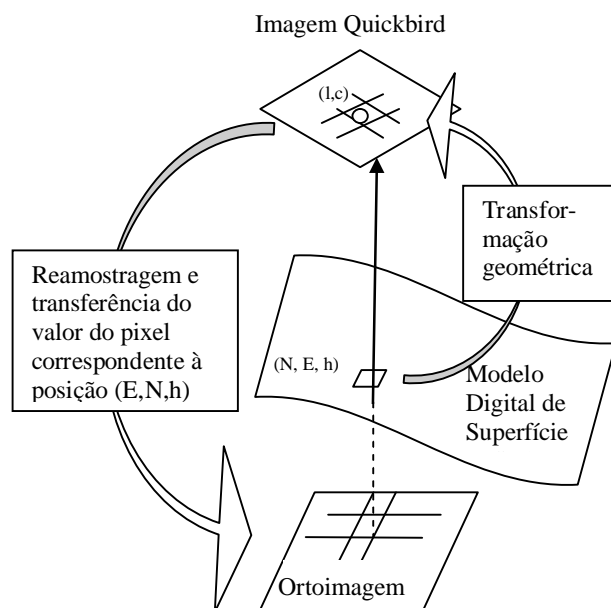 Imagem Quickbird
(l,c)
Transfor-
mação
geométrica
Reamostragem e
transferência do
valor do pixel
correspondente à
posição (E,N,h)
(N, E, h)
Modelo
Digital de
Superfície
Ortoimagem